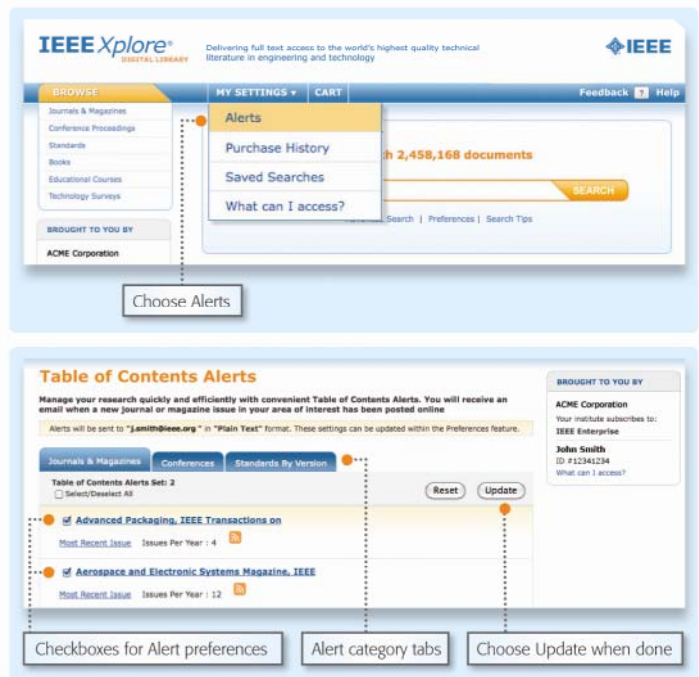 IEEE Xplore®
DIGITAL LIBRARY
Delivering full text access to the world's highest quality technical
literature in engineering and technology
IEEE
BROWSE
MY SETTINGS ▾ CART
Feedback ? Help
Journals & Magazines
Conference Proceedings
Standards
Books
Educational Courses
Technology Surveys
BROUGHT TO YOU BY
ACME Corporation
Alerts
Purchase History
Saved Searches
What can I access?
2,458,168 documents
SEARCH
Search | Preferences | Search Tips
Choose Alerts
Table of Contents Alerts
Manage your research quickly and efficiently with convenient Table of Contents Alerts. You will receive an
email when a new journal or magazine issue in your area of interest has been posted online
Alerts will be sent to "j.smith@ieee.org " in "Plain Text" format. These settings can be updated within the Preferences feature.
Journals & Magazines Conferences Standards By Version
Table of Contents Alerts Set: 2
Select/Deselect All
Reset Update
Advanced Packaging, IEEE Transactions on
Most Recent Issue Issues Per Year : 4
Aerospace and Electronic Systems Magazine, IEEE
Most Recent Issue Issues Per Year : 12
BROUGHT TO YOU BY
ACME Corporation
Your institute subscribes to:
IEEE Enterprise
John Smith
ID #12341234
What can I access?
Checkboxes for Alert preferences
Alert category tabs
Choose Update when done